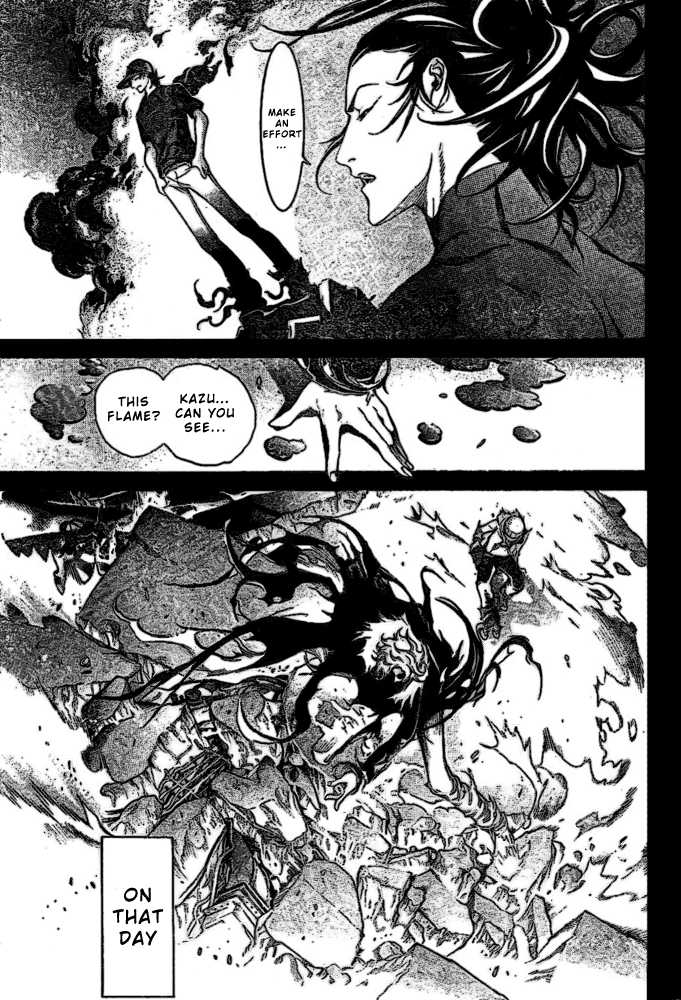 MAKE
AN
EFFORT
...
KAZU...
CAN YOU
SEE...
THIS
FLAME?
ON
THAT
DAY